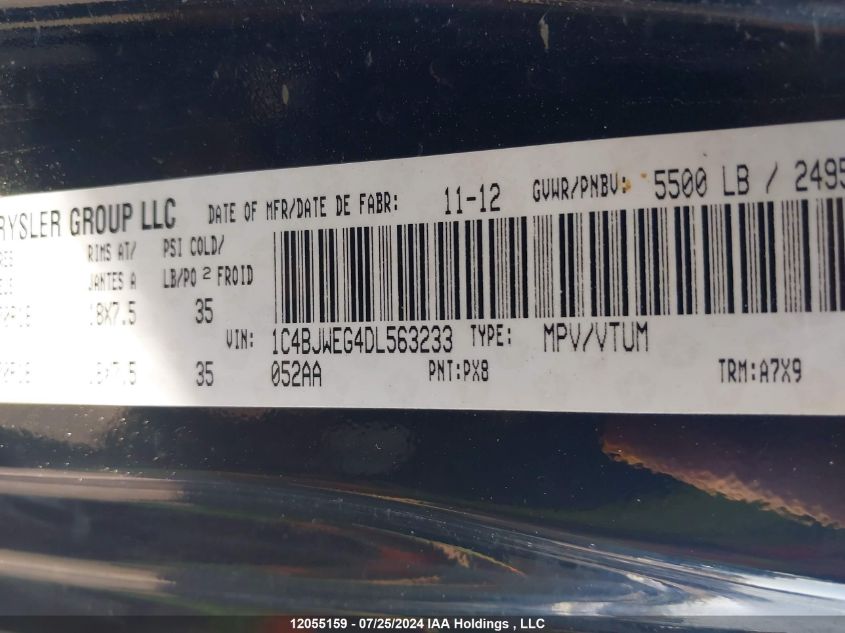 RYSLER GROUP LLC DATE OF MFR/DATE DE FABR: 11-12 GVWR/PNBV: 5500 LB / 2495
RIMS AT/ PSI COLD/
JANTES A LB/PO 2 FROID
18X7.5 35
VIN: 1C4BJWEG4DL563233 TYPE: MPV/VTUM
35 052AA PNT:PX8 TRM:A7X9
12055159 - 07/25/2024 IAA Holdings , LLC